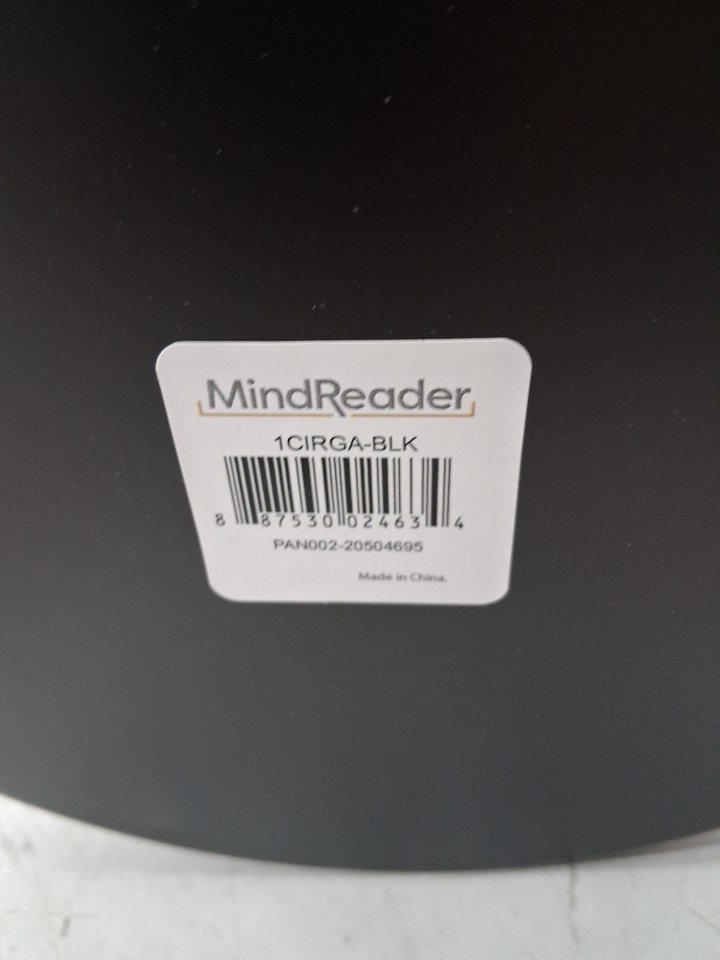 MindReader
1CIRGA-BLK
8 87530 02463 4
PAN002-20504695
Made in China.